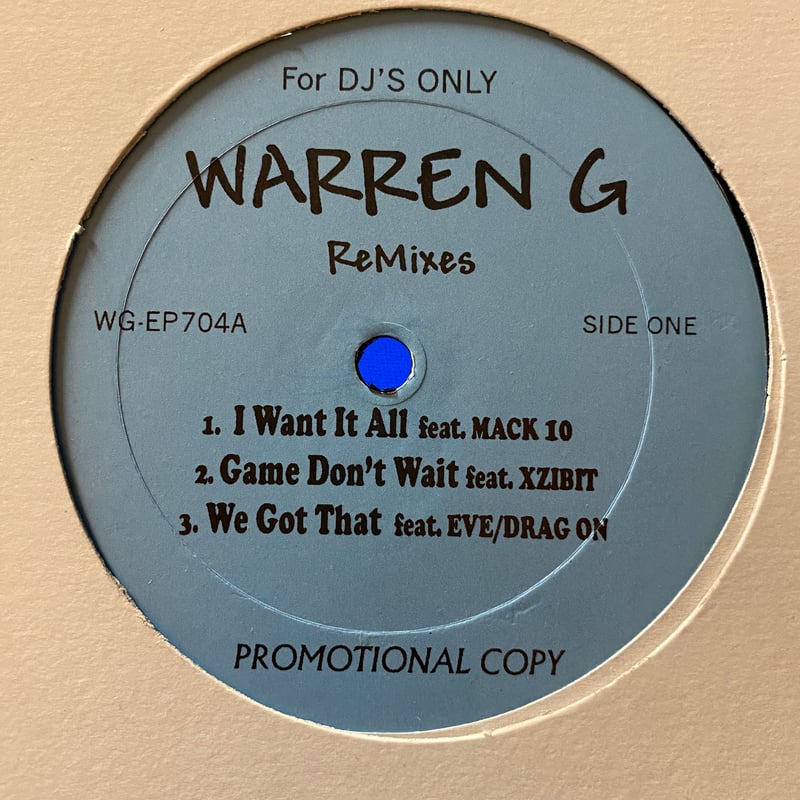 For DJ'S ONLY
WARREN G
ReMixes
WG-EP704A
SIDE ONE
1. I Want It All feat. MACK 10
2. Game Don't Wait feat. XZIBIT
3. We Got That feat. EVE/DRAG ON
PROMOTIONAL COPY